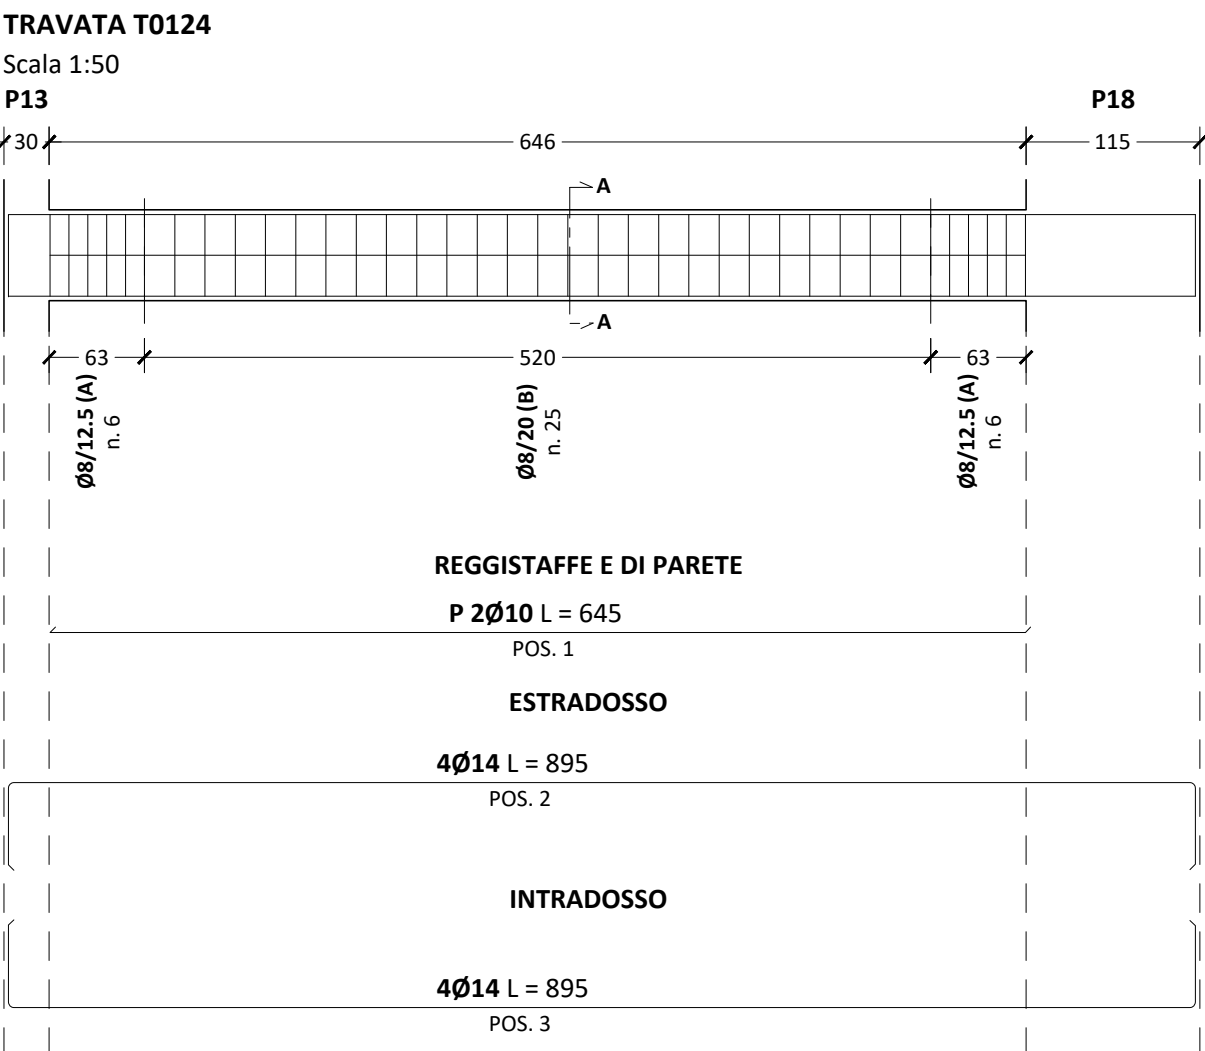 TRAVATA T0124
Scala 1:50
P13 P18
30 646 115
A
A
63 520 63
Ø8/12.5 (A)
n. 6
Ø8/20 (B)
n. 25
Ø8/12.5 (A)
n. 6
REGGISTAFFE E DI PARETE
P 2Ø10 L = 645
POS. 1
ESTRADOSSO
4Ø14 L = 895
POS. 2
INTRADOSSO
4Ø14 L = 895
POS. 3